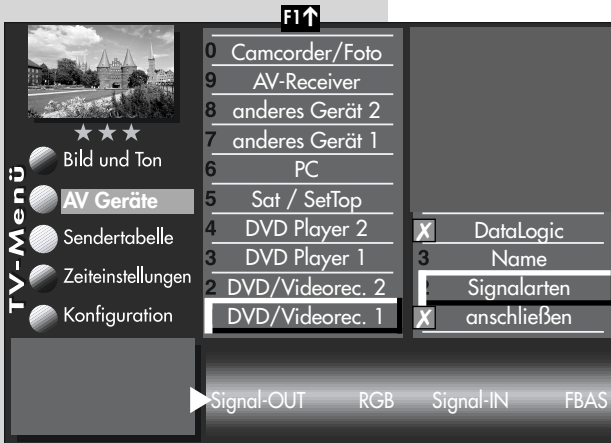 F1↑
TV-Menü
Bild und Ton
AV Geräte
Sendertabelle
Zeiteinstellungen
Konfiguration
0 Camcorder/Foto
9 AV-Receiver
8 anderes Gerät 2
7 anderes Gerät 1
6 PC
5 Sat / SetTop
4 DVD Player 2
3 DVD Player 1
2 DVD/Videorec. 2
DVD/Videorec. 1
X DataLogic
3 Name
2 Signalarten
X anschließen
Signal-OUT RGB Signal-IN FBAS